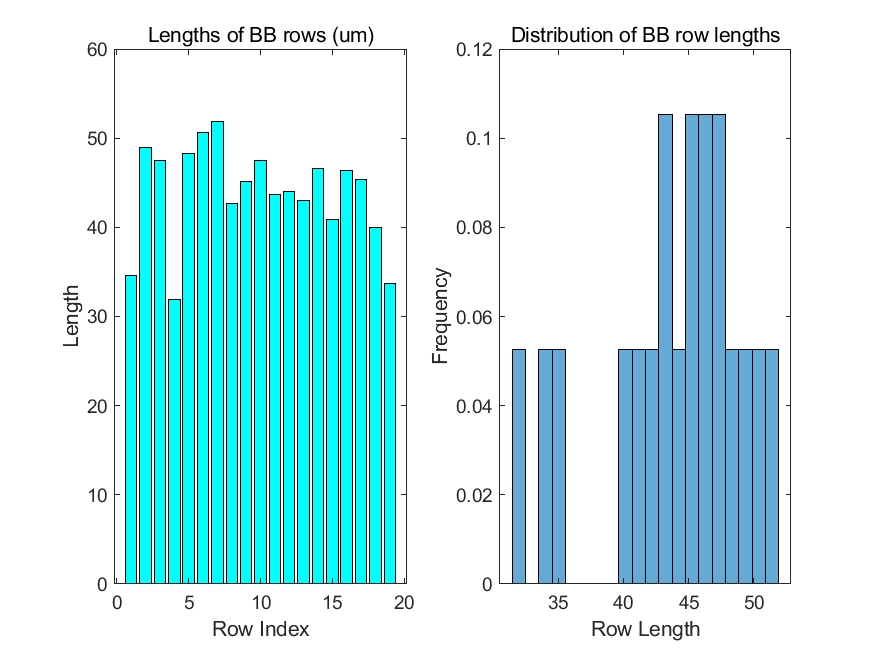 Lengths of BB rows (um)
60
50
40
30
20
10
0
Length
0 5 10 15 20
Row Index
Distribution of BB row lengths
0.12
0.1
0.08
0.06
0.04
0.02
0
Frequency
35 40 45 50
Row Length